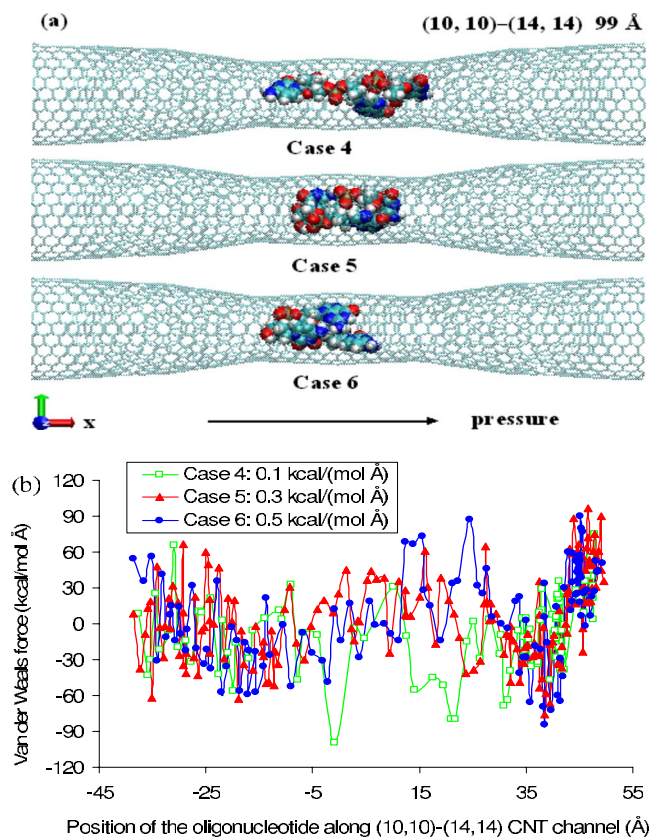 (a) (10, 10)–(14, 14) 99 Å
Case 4
Case 5
Case 6
z x pressure
(b)
Case 4: 0.1 kcal/(mol Å)
Case 5: 0.3 kcal/(mol Å)
Case 6: 0.5 kcal/(mol Å)
Van der Waals force (kcal/mol Å)
120
90
60
30
0
-30
-60
-90
-120
-45 -25 -5 15 35 55
Position of the oligonucleotide along (10,10)-(14,14) CNT channel (Å)